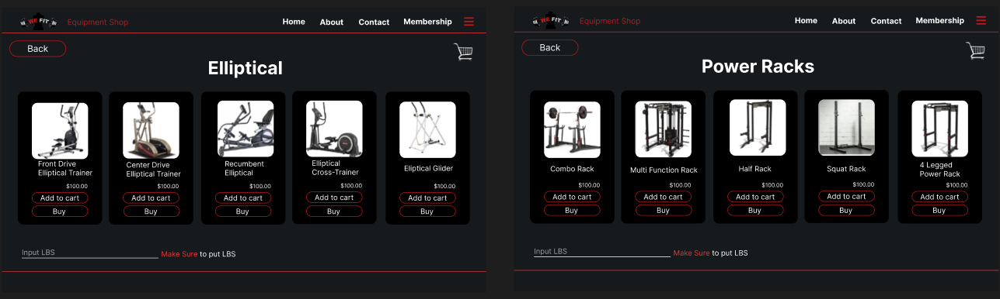 WE FIT Equipment Shop Home About Contact Membership
Back
Elliptical
Front Drive
Elliptical Trainer
$100.00
Add to cart
Buy
Center Drive
Elliptical Trainer
$100.00
Add to cart
Buy
Recumbent
Elliptical
$100.00
Add to cart
Buy
Elliptical
Cross-Trainer
$100.00
Add to cart
Buy
Eliptical Glider
$100.00
Add to cart
Buy
Input LBS Make Sure to put LBS
WE FIT Equipment Shop Home About Contact Membership
Back
Power Racks
Combo Rack
$100.00
Add to cart
Buy
Multi Function Rack
$100.00
Add to cart
Buy
Half Rack
$100.00
Add to cart
Buy
Squat Rack
$100.00
Add to cart
Buy
4 Legged
Power Rack
$100.00
Add to cart
Buy
Input LBS Make Sure to put LBS